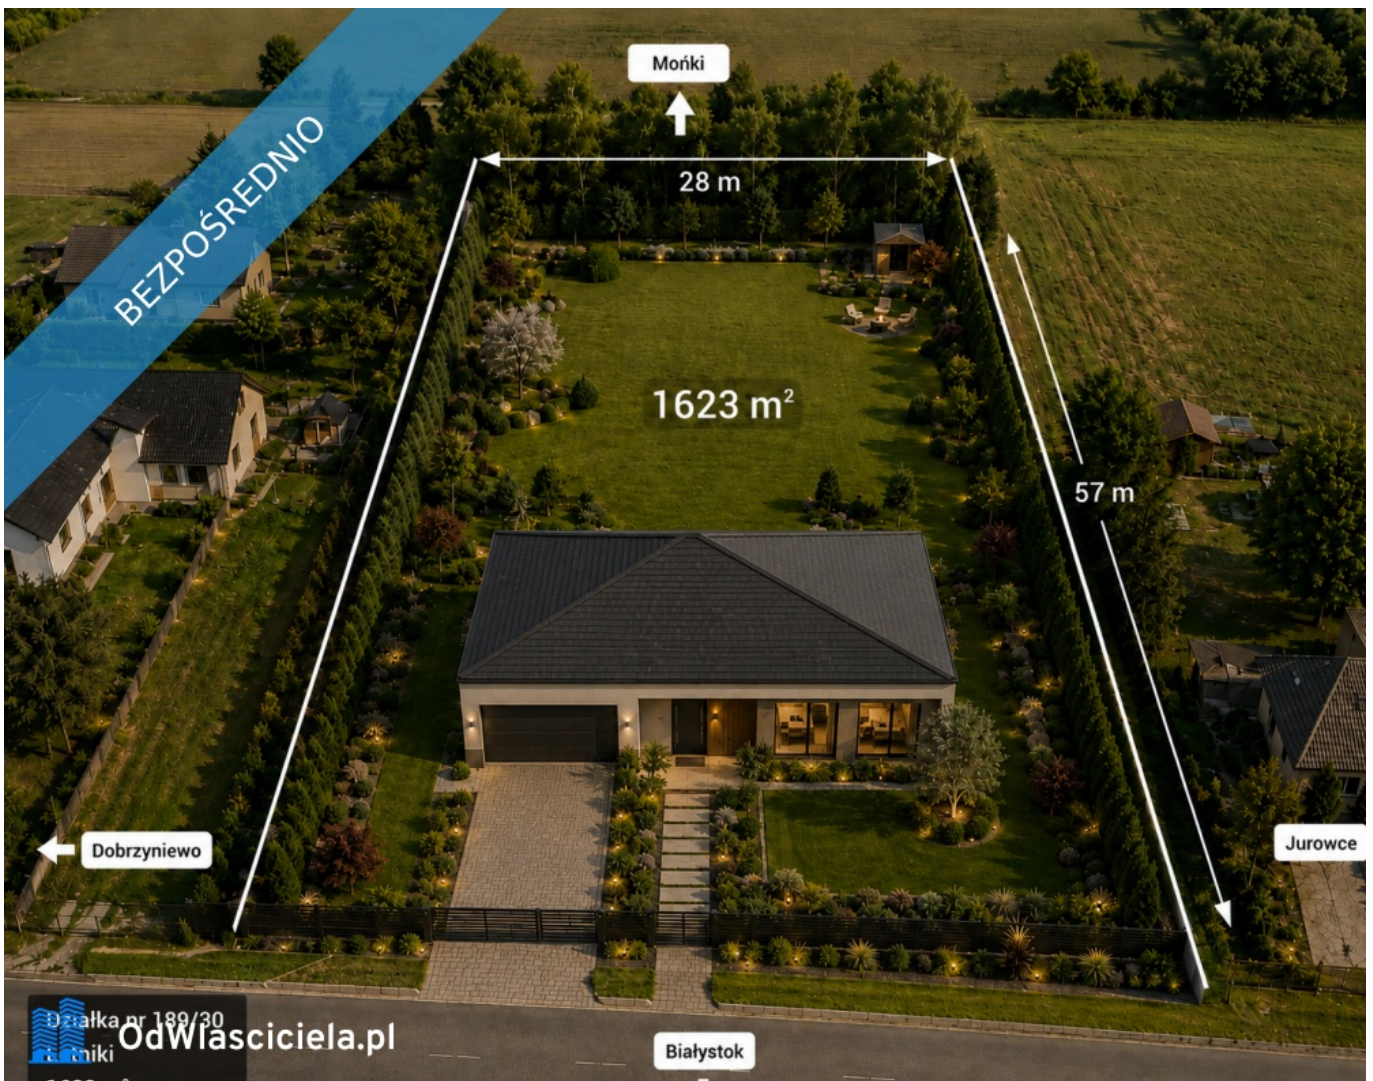 Mońki
BEZPOŚREDNIO
28 m
1623 m²
57 m
Dobrzyniewo
Jurowce
Działka nr 189/30
OdWlasciciela.pl
Białystok